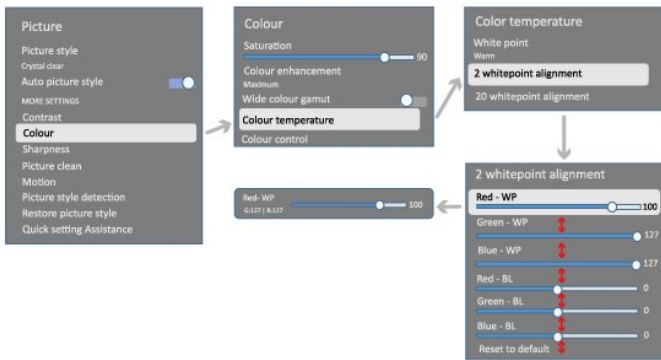 Picture
Picture style
Crystal clear
Auto picture style
MORE SETTINGS
Contrast
Colour
Sharpness
Picture clean
Motion
Picture style detection
Restore picture style
Quick setting Assistance
Colour
Saturation
90
Colour enhancement
Maximum
Wide colour gamut
Colour temperature
Colour control
Color temperature
White point
Warm
2 whitepoint alignment
20 whitepoint alignment
2 whitepoint alignment
Red - WP
100
Green - WP
127
Blue - WP
127
Red - BL
0
Green - BL
0
Blue - BL
0
Reset to default
Red- WP
G:127 | B:127
100